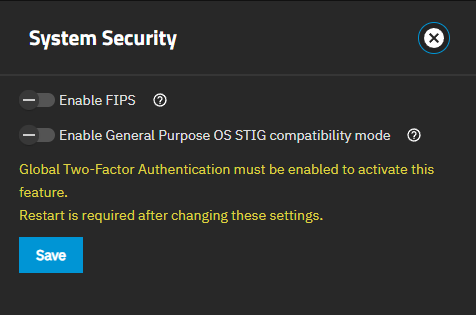 System Security
Enable FIPS
Enable General Purpose OS STIG compatibility mode
Global Two-Factor Authentication must be enabled to activate this
feature.
Restart is required after changing these settings.
Save